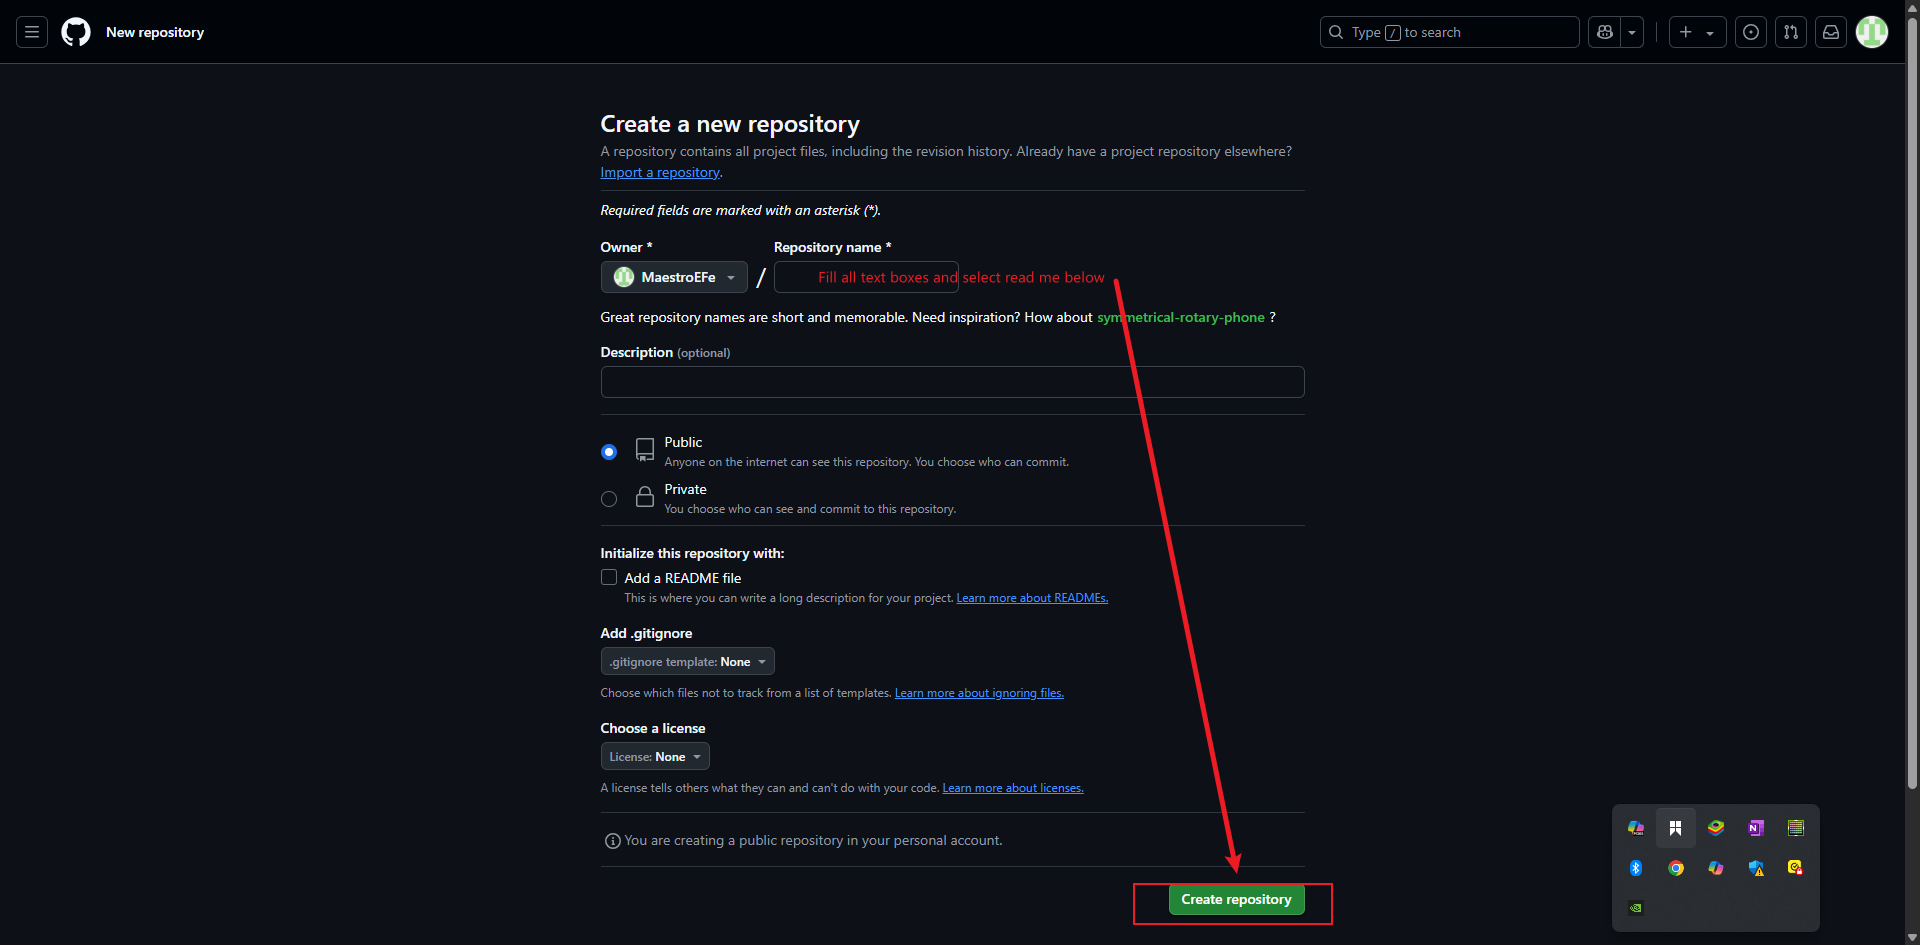 New repository
Type / to search
Create a new repository
A repository contains all project files, including the revision history. Already have a project repository elsewhere?
Import a repository.
Required fields are marked with an asterisk (*).
Owner * Repository name *
MaestroEFe / Fill all text boxes and select read me below
Great repository names are short and memorable. Need inspiration? How about symmetrical-rotary-phone ?
Description (optional)
Public
Anyone on the internet can see this repository. You choose who can commit.
Private
You choose who can see and commit to this repository.
Initialize this repository with:
Add a README file
This is where you can write a long description for your project. Learn more about READMEs.
Add .gitignore
.gitignore template: None
Choose which files not to track from a list of templates. Learn more about ignoring files.
Choose a license
License: None
A license tells others what they can and can't do with your code. Learn more about licenses.
You are creating a public repository in your personal account.
Create repository